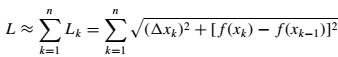 L ≈ ∑_{k=1}^{n} L_k = ∑_{k=1}^{n} √((Δx_k)² + [f(x_k) − f(x_{k−1})]²)